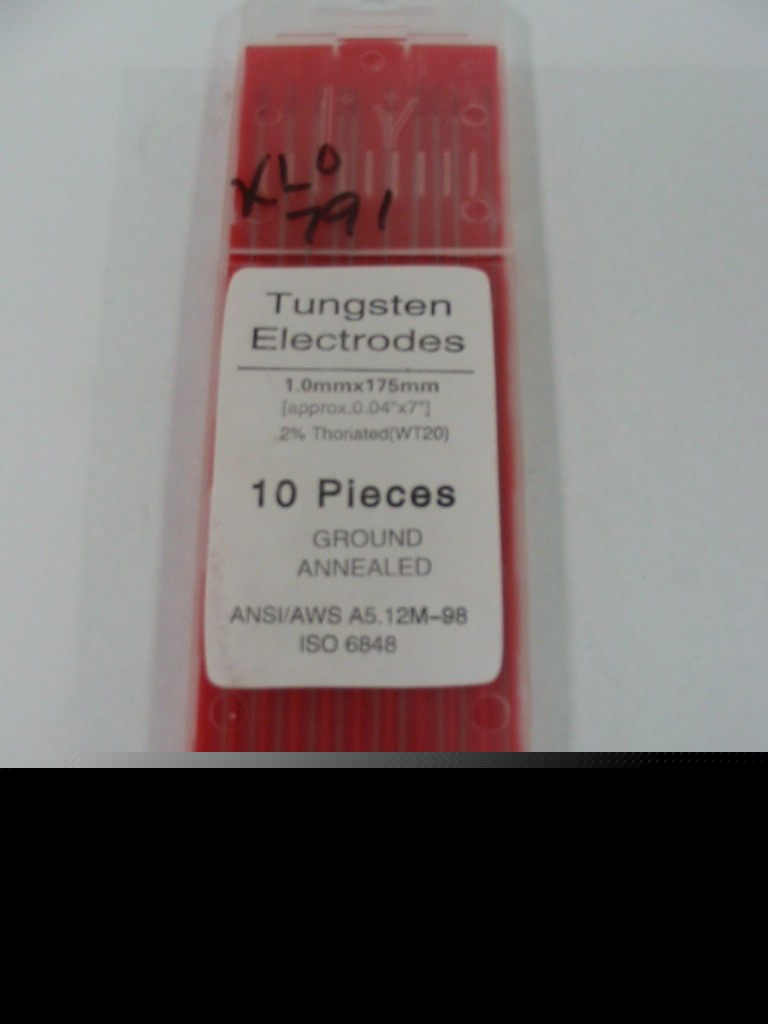 XLO
791
Tungsten
Electrodes
1.0mmx175mm
[approx.0.04"x7"]
2% Thoriated(WT20)
10 Pieces
GROUND
ANNEALED
ANSI/AWS A5.12M-98
ISO 6848